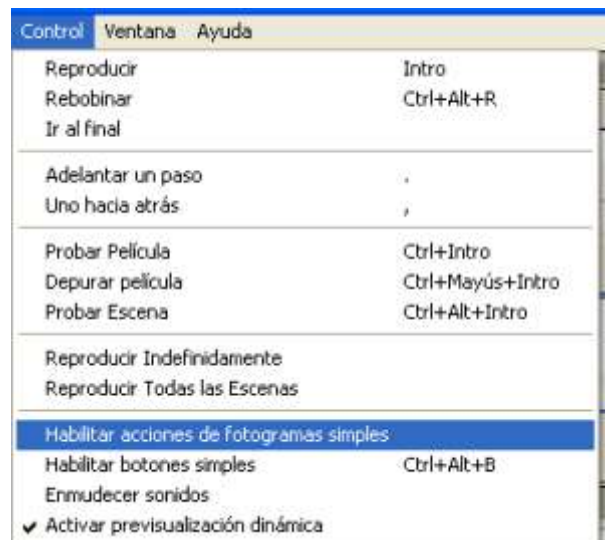 Control Ventana Ayuda
Reproducir Intro
Rebobinar Ctrl+Alt+R
Ir al final
Adelantar un paso .
Uno hacia atrás ,
Probar Película Ctrl+Intro
Depurar película Ctrl+Mayús+Intro
Probar Escena Ctrl+Alt+Intro
Reproducir Indefinidamente
Reproducir Todas las Escenas
Habilitar acciones de fotogramas simples
Habilitar botones simples Ctrl+Alt+B
Enmudecer sonidos
✓ Activar previsualización dinámica